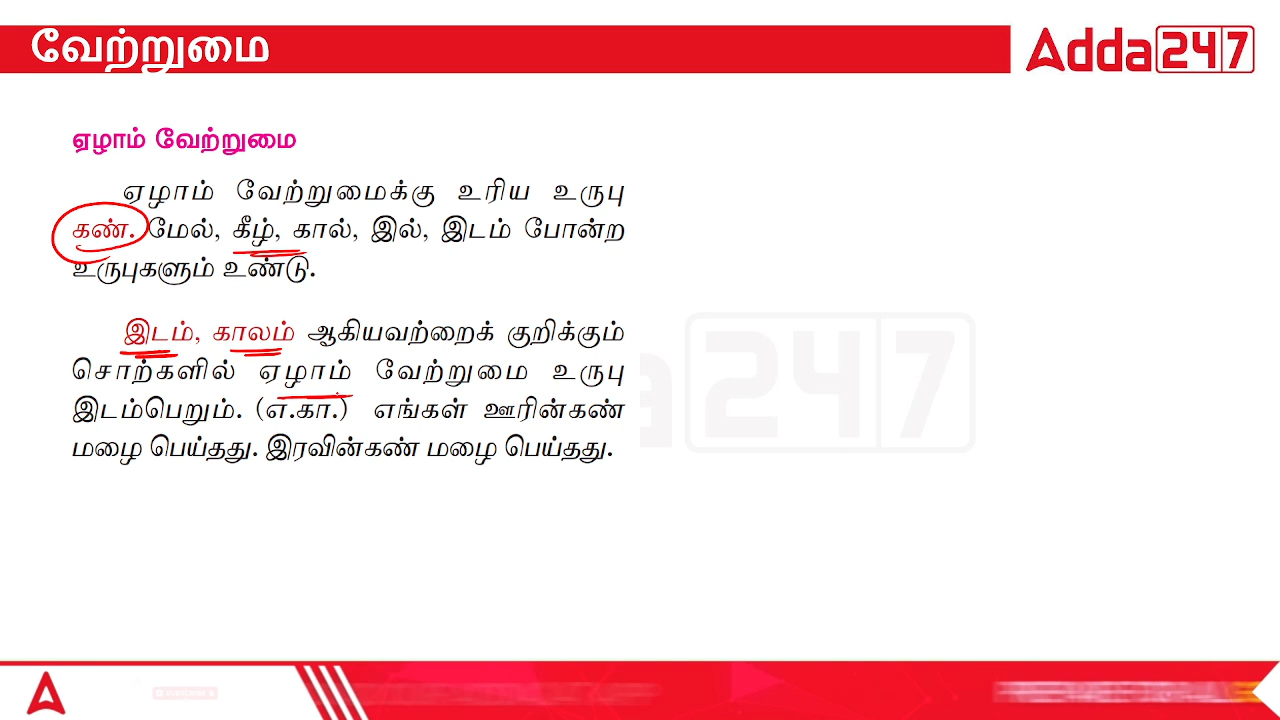 வேற்றுமை
Adda247
ஏழாம் வேற்றுமை
ஏழாம் வேற்றுமைக்கு உரிய உருபு
கண். மேல், கீழ், கால், இல், இடம் போன்ற
உருபுகளும் உண்டு.
இடம், காலம் ஆகியவற்றைக் குறிக்கும்
சொற்களில் ஏழாம் வேற்றுமை உருபு
இடம்பெறும். (எ.கா.) எங்கள் ஊரின்கண்
மழை பெய்தது. இரவின்கண் மழை பெய்தது.
a 247